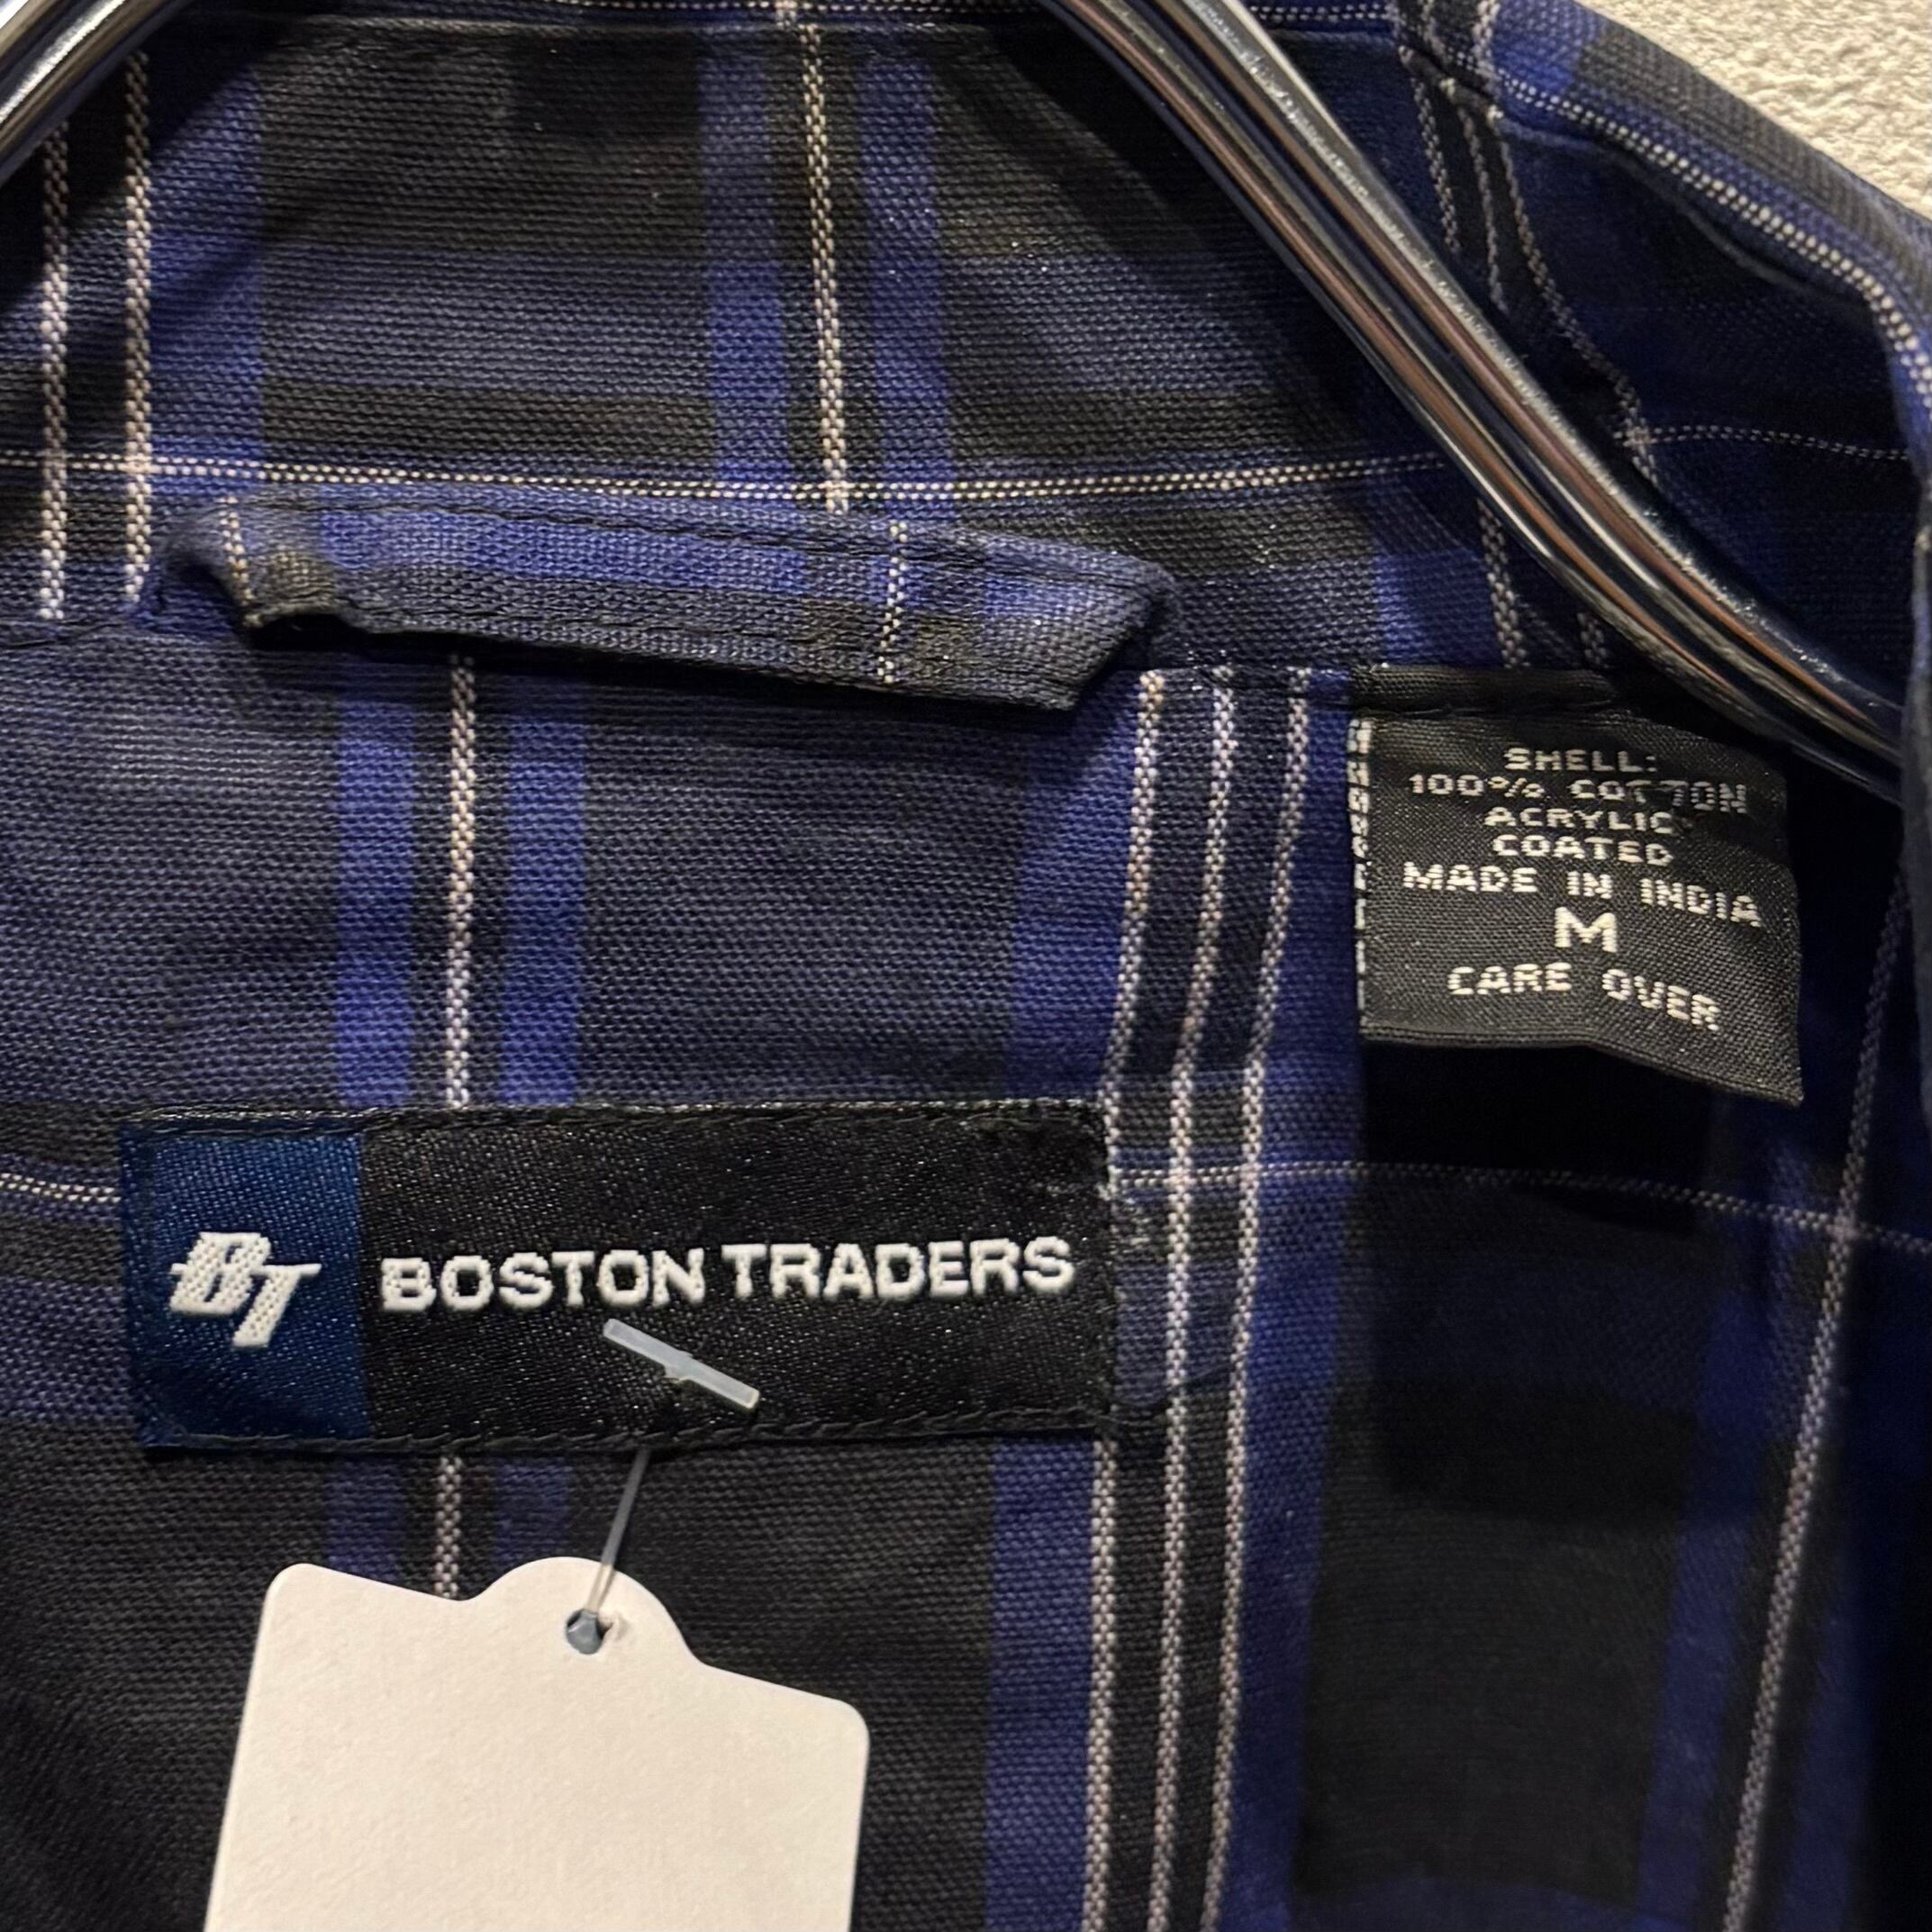 SHELL:
100% COTTON
ACRYLIC
COATED
MADE IN INDIA
M
CARE OVER
BT BOSTON TRADERS